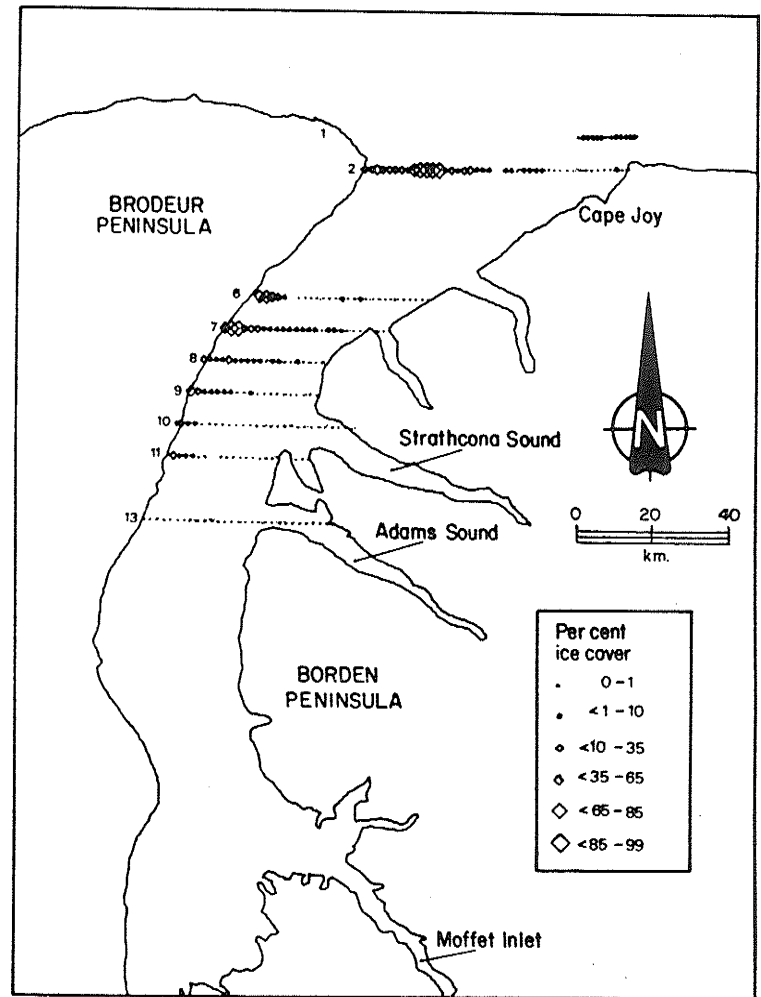 1
2
BRODEUR
PENINSULA
Cape Joy
6
7
8
9
10
11
13
Strathcona Sound
Adams Sound
N
0 20 40
km.
BORDEN
PENINSULA
Per cent
ice cover
0-1
<1-10
<10-35
<35-65
<65-85
<85-99
Moffet Inlet